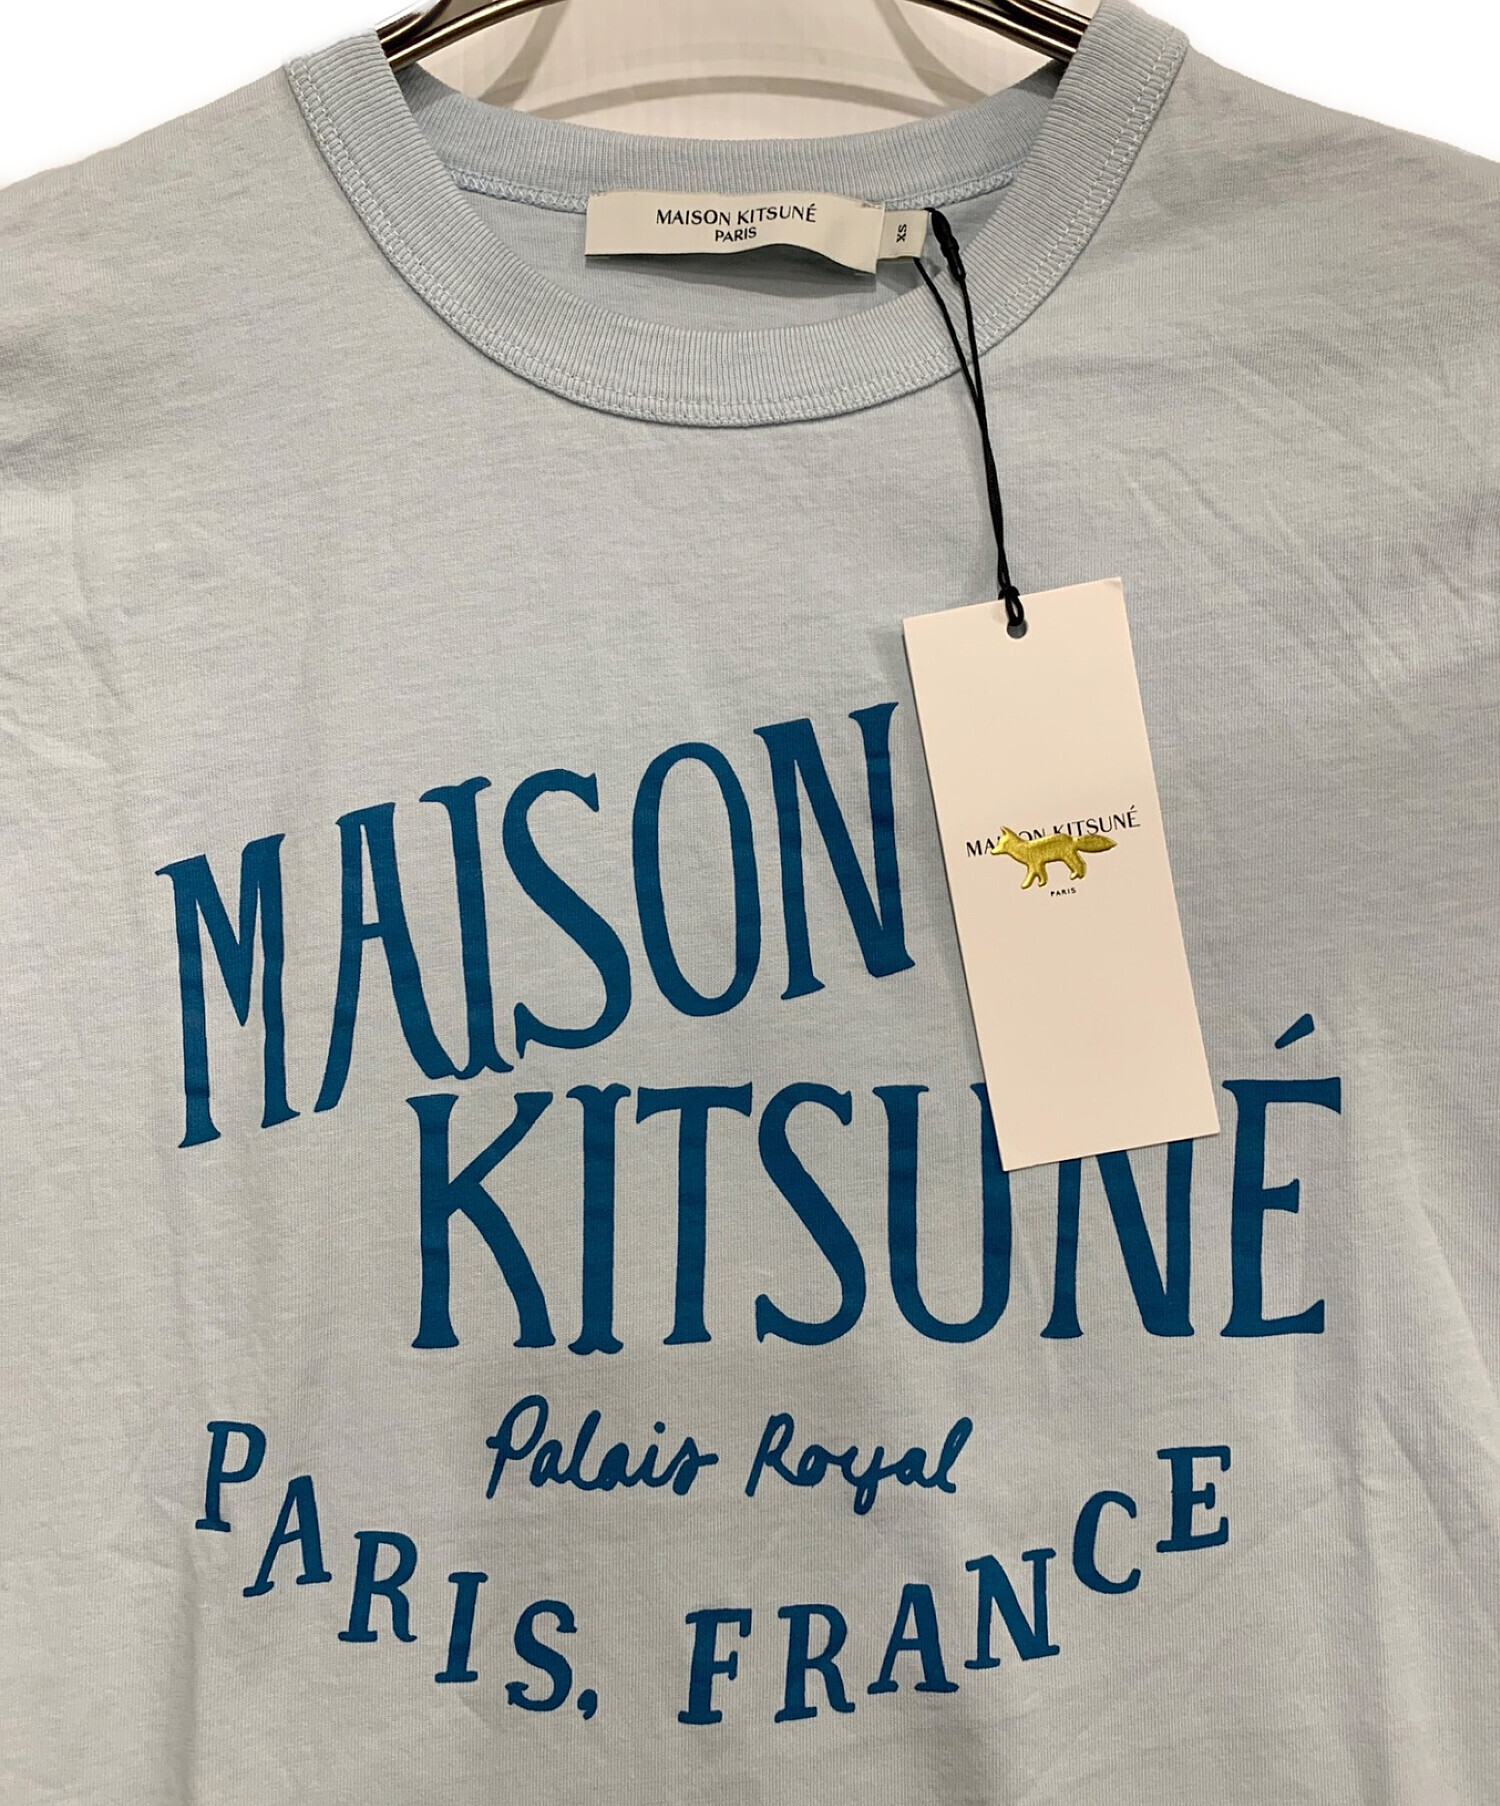 MAISON KITSUNÉ
PARIS
XS
MAISON KITSUNÉ
PARIS
MAISON
KITSUNÉ
Palais Royal
PARIS, FRANCE